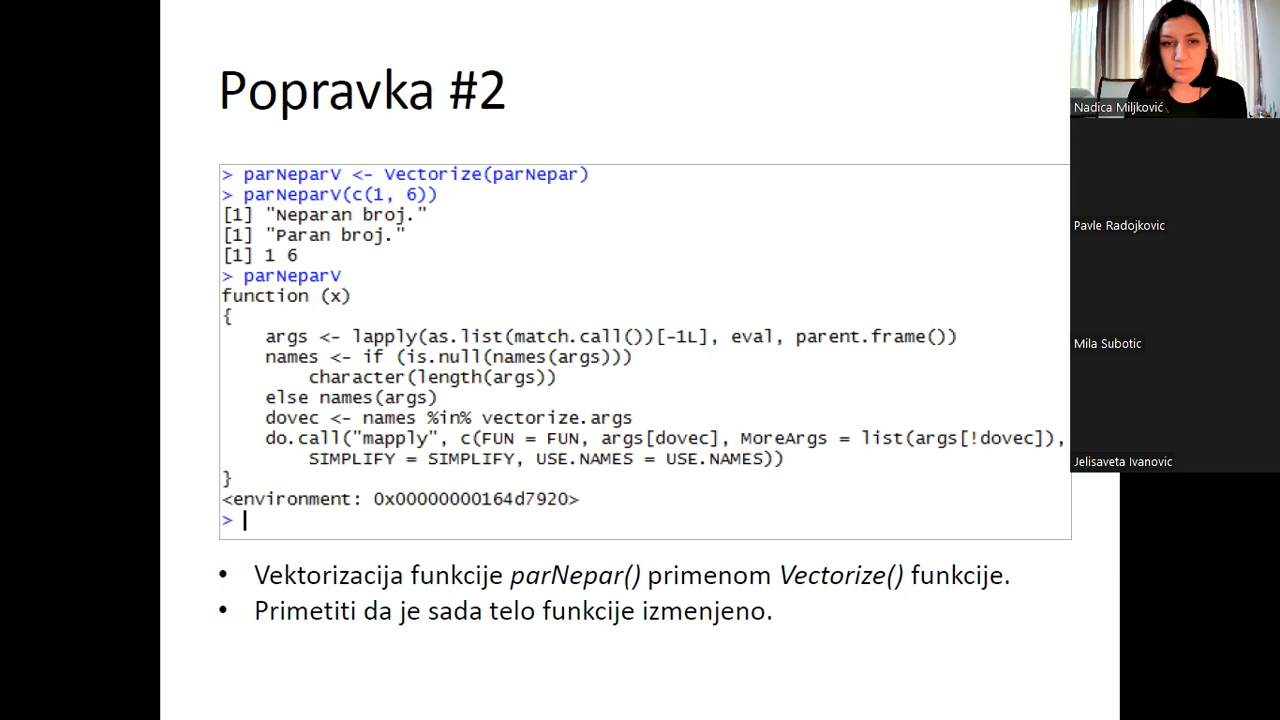 Popravka #2
> parNeparV <- Vectorize(parNepar)
> parNeparV(c(1, 6))
[1] "Neparan broj."
[1] "Paran broj."
[1] 1 6
> parNeparV
function (x)
{
    args <- lapply(as.list(match.call())[-1L], eval, parent.frame())
    names <- if (is.null(names(args)))
        character(length(args))
    else names(args)
    dovec <- names %in% vectorize.args
    do.call("mapply", c(FUN = FUN, args[dovec], MoreArgs = list(args[!dovec]),
        SIMPLIFY = SIMPLIFY, USE.NAMES = USE.NAMES))
}
<environment: 0x00000000164d7920>
>
• Vektorizacija funkcije parNepar() primenom Vectorize() funkcije.
• Primetiti da je sada telo funkcije izmenjeno.
Nadica Miljković
Pavle Radojkovic
Mila Subotic
Jelisaveta Ivanovic